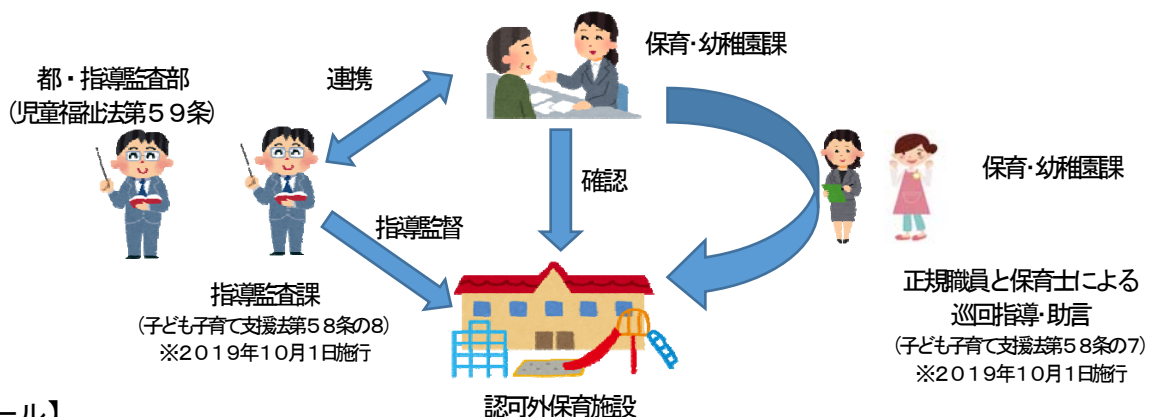 保育・幼稚園課
都・指導監査部
(児童福祉法第５９条)
連携
確認
保育・幼稚園課
指導監督
指導監査課
(子ども子育て支援法第５８条の8)
※２０１９年１０月１日施行
正規職員と保育士による
巡回指導・助言
(子ども子育て支援法第５８条の７)
※２０１９年１０月１日施行
認可外保育施設
ール】